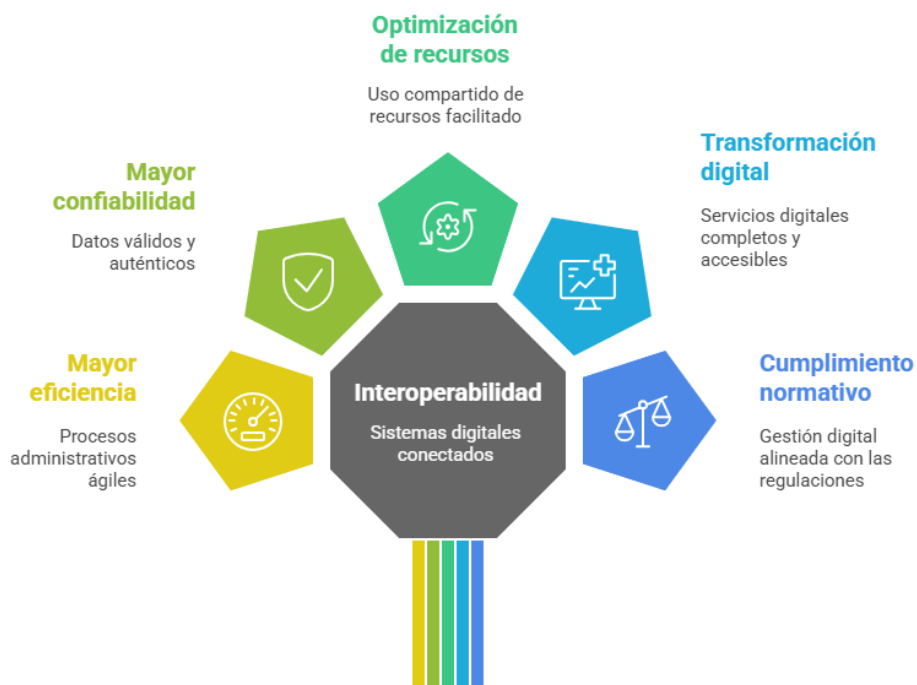 Optimización
de recursos
Uso compartido de
recursos facilitado
Transformación
digital
Servicios digitales
completos y
accesibles
Mayor
confiabilidad
Datos válidos y
auténticos
Mayor
eficiencia
Procesos
administrativos
ágiles
Interoperabilidad
Sistemas digitales
conectados
Cumplimiento
normativo
Gestión digital
alineada con las
regulaciones